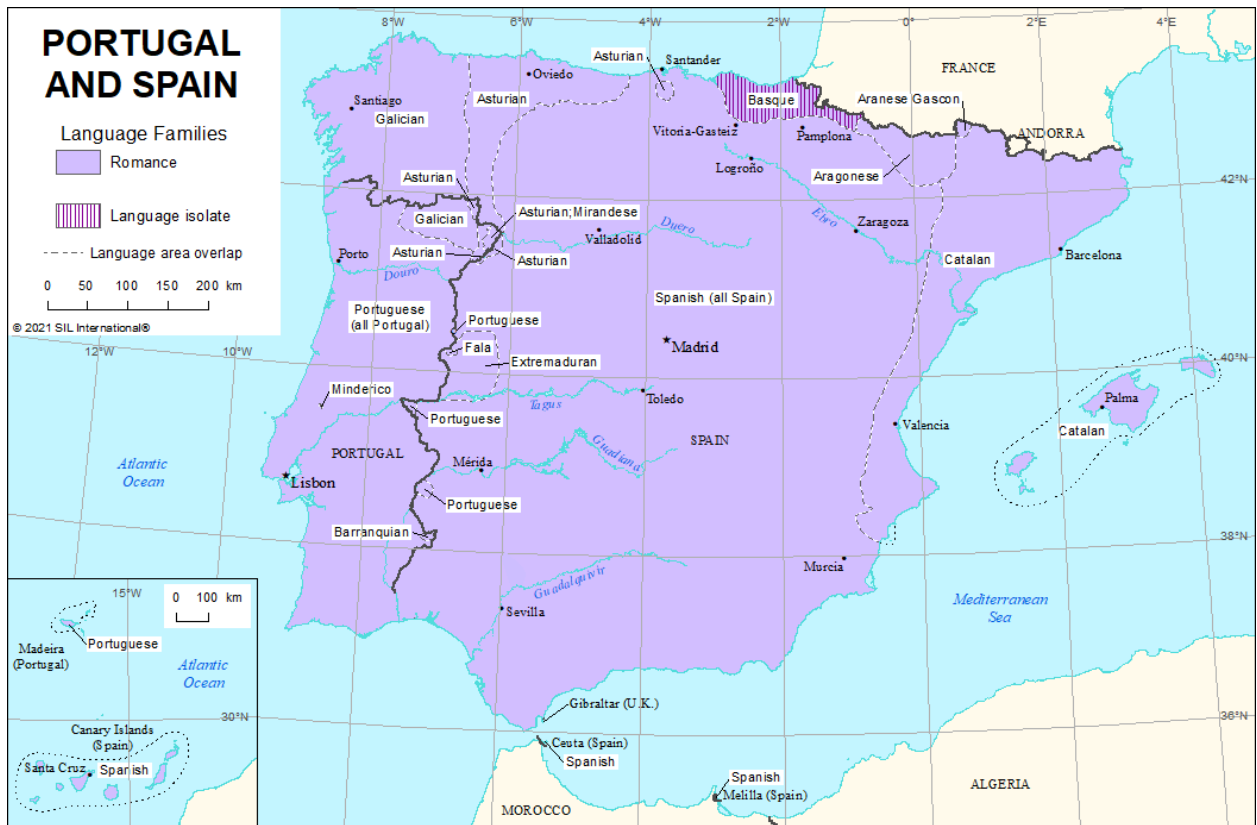 PORTUGAL
AND SPAIN
Language Families
Romance
Language isolate
Language area overlap
0 50 100 150 200 km
© 2021 SIL International®
8°W
6°W
4°W
2°W
0°
2°E
4°E
12°W
10°W
42°N
40°N
38°N
36°N
FRANCE
ANDORRA
Asturian
Santander
Oviedo
Asturian
Basque
Aranese Gascon
Santiago
Galician
Vitoria-Gasteiz
Pamplona
Logroño
Aragonese
Asturian
Galician
Asturian;Mirandese
Valladolid
Duero
Ebro
Zaragoza
Asturian
Asturian
Porto
Douro
Catalan
Barcelona
Portuguese
(all Portugal)
Spanish (all Spain)
Portuguese
Madrid
Fala
Extremaduran
Minderico
Tagus
Toledo
Portuguese
Palma
Catalan
Valencia
PORTUGAL
SPAIN
Guadiana
Mérida
Atlantic
Ocean
Lisbon
Portuguese
Barranquian
Murcia
Guadalquivir
Sevilla
Mediterranean
Sea
Gibraltar (U.K.)
Ceuta (Spain)
Spanish
Spanish
Melilla (Spain)
MOROCCO
ALGERIA
15°W
0 100 km
Portuguese
Madeira
(Portugal)
Atlantic
Ocean
30°N
Canary Islands
(Spain)
Santa Cruz
Spanish